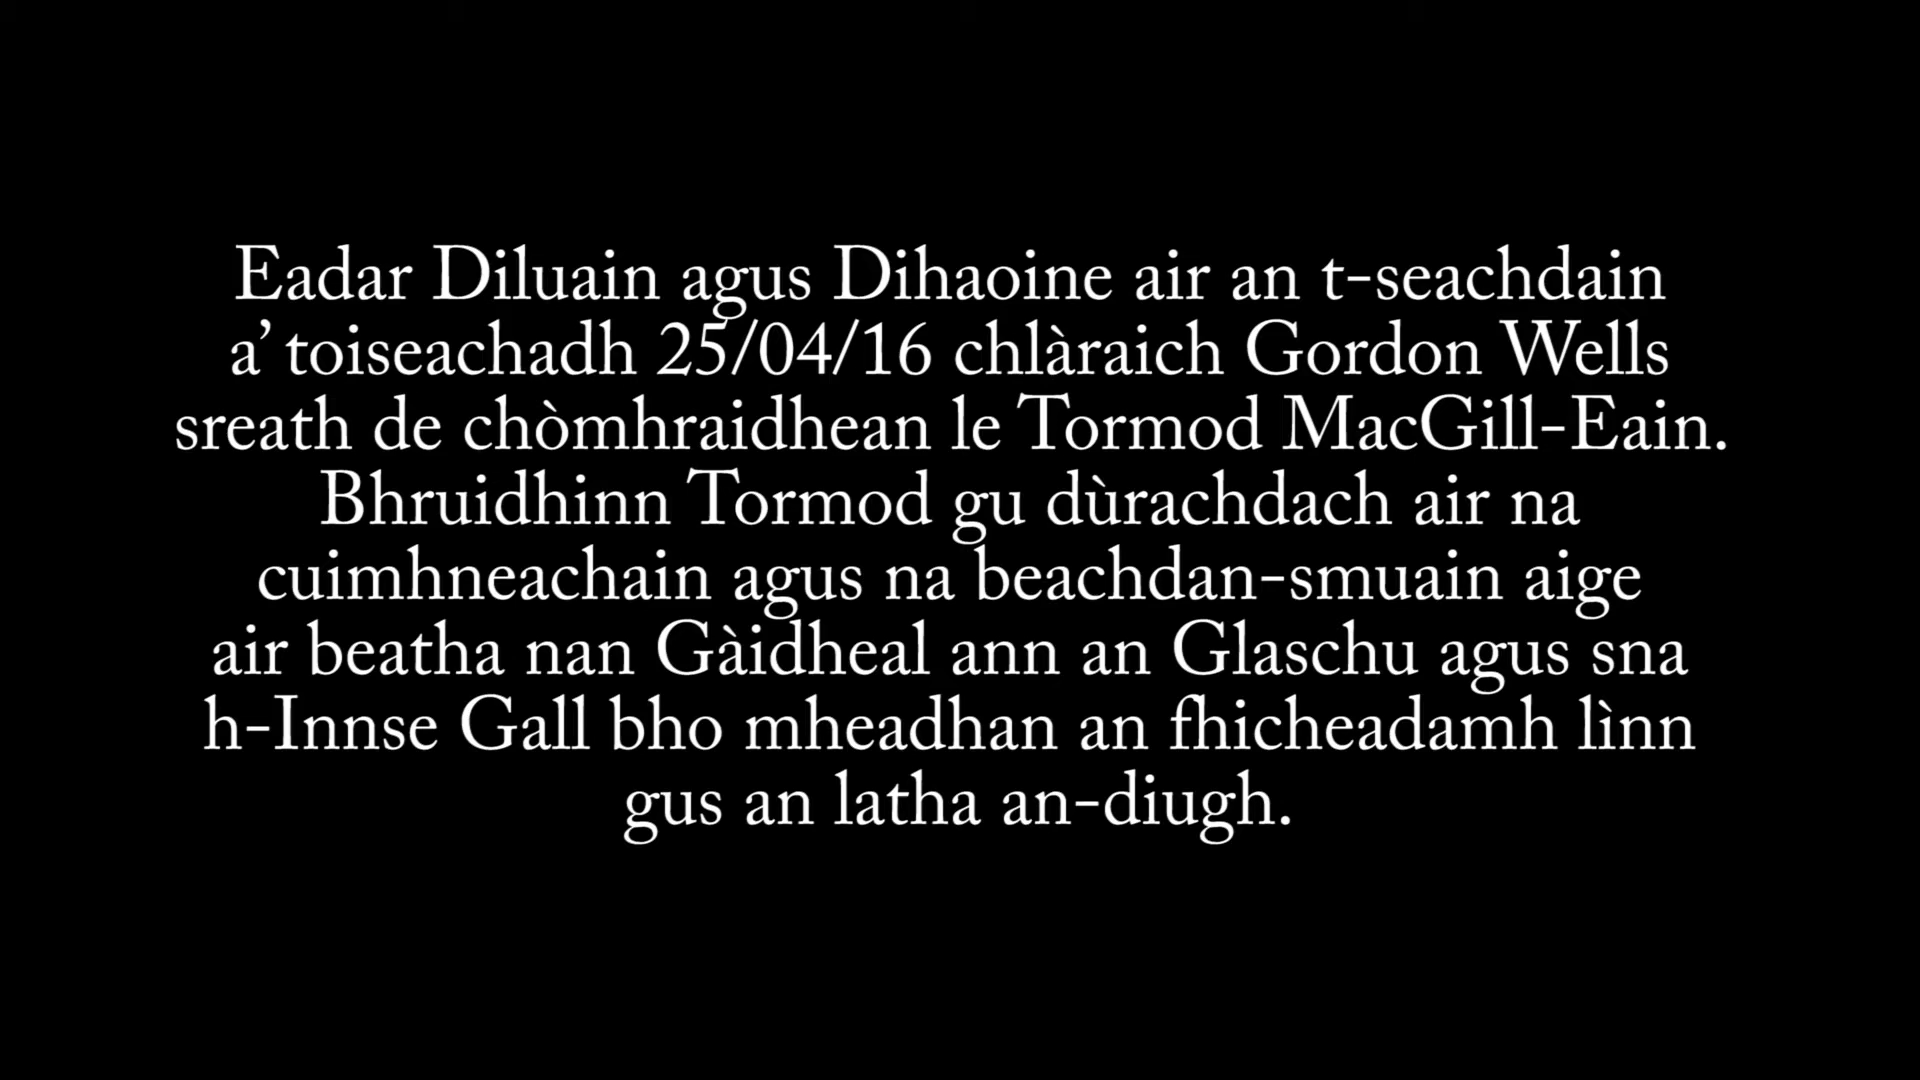 Eadar Diluain agus Dihaoine air an t-seachdain
a’ toiseachadh 25/04/16 chlàraich Gordon Wells
sreath de chòmhraidhean le Tormod MacGill-Eain.
Bhruidhinn Tormod gu dùrachdach air na
cuimhneachain agus na beachdan-smuain aige
air beatha nan Gàidheal ann an Glaschu agus sna
h-Innse Gall bho mheadhan an fhicheadamh lìnn
gus an latha an-diugh.